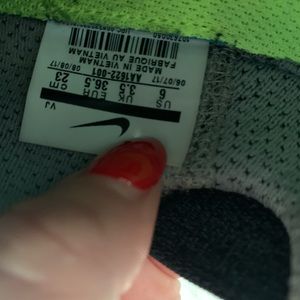 VJ
US UK EUR cm
6 3.5 36.5 23
AA1622-001
06/07/17 08/08/17
MADE IN VIETNAM
FABRIQUE AU VIETNAM